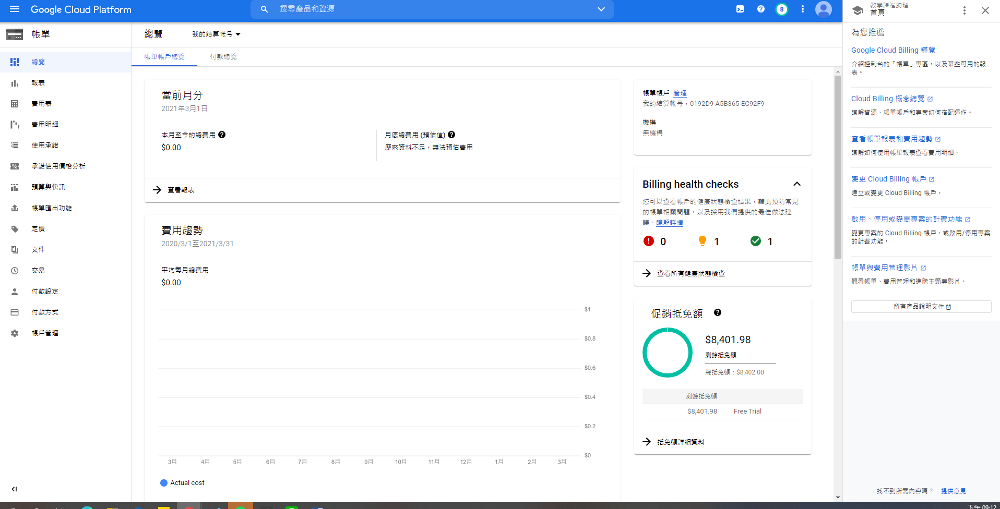 Google Cloud Platform
搜尋產品和資源
8
教學課程助理
首頁
帳單
總覽
報表
費用表
費用明細
使用承諾
承諾使用價格分析
預算與快訊
帳單匯出功能
定價
文件
交易
付款設定
付款方式
帳戶管理
總覽
我的结算帐号
帳單帳戶總覽
付款總覽
當前月分
2021年3月1日
本月至今的總費用
$0.00
月底總費用 (預估值)
歷來資料不足，無法預估費用
查看報表
費用趨勢
2020/3/1至2021/3/31
平均每月總費用
$0.00
$1
$0.8
$0.6
$0.4
$0.2
$0
3月 4月 5月 6月 7月 8月 9月 10月 11月 12月 1月 2月 3月
Actual cost
帳單帳戶 管理
我的结算帐号，0192D9-A5B365-EC92F9
機構
無機構
Billing health checks
您可以查看帳戶的健康狀態檢查結果，藉此預防常見
的帳單相關問題，以及採用我們提供的最佳做法建
議。瞭解詳情
0 1 1
查看所有健康狀態檢查
促銷抵免額
$8,401.98
剩餘抵免額
總抵免額：$8,402.00
剩餘抵免額
$8,401.98 Free Trial
抵免額詳細資料
為您推薦
Google Cloud Billing 導覽
介紹控制台的「帳單」專區，以及某些可用的報
表。
Cloud Billing 概念總覽
瞭解資源、帳單帳戶和專案如何搭配運作。
查看帳單報表和費用趨勢
瞭解如何使用帳單報表查看費用明細。
變更 Cloud Billing 帳戶
建立或變更 Cloud Billing 帳戶。
啟用、停用或變更專案的計費功能
變更專案的 Cloud Billing 帳戶，或啟用/停用專案
的計費功能。
帳單與費用管理影片
觀看帳單、費用管理和進階主題等影片。
所有產品說明文件
找不到所需內容嗎？ 提供意見
下午 09:12